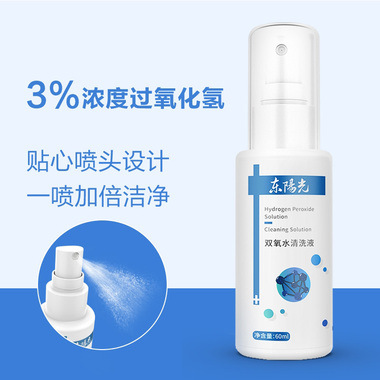 3%浓度过氧化氢
贴心喷头设计
一喷加倍洁净
东陽光
Hydrogen Peroxide
Solution
Cleaning Solution
双氧水清洗液
净含量:60ml